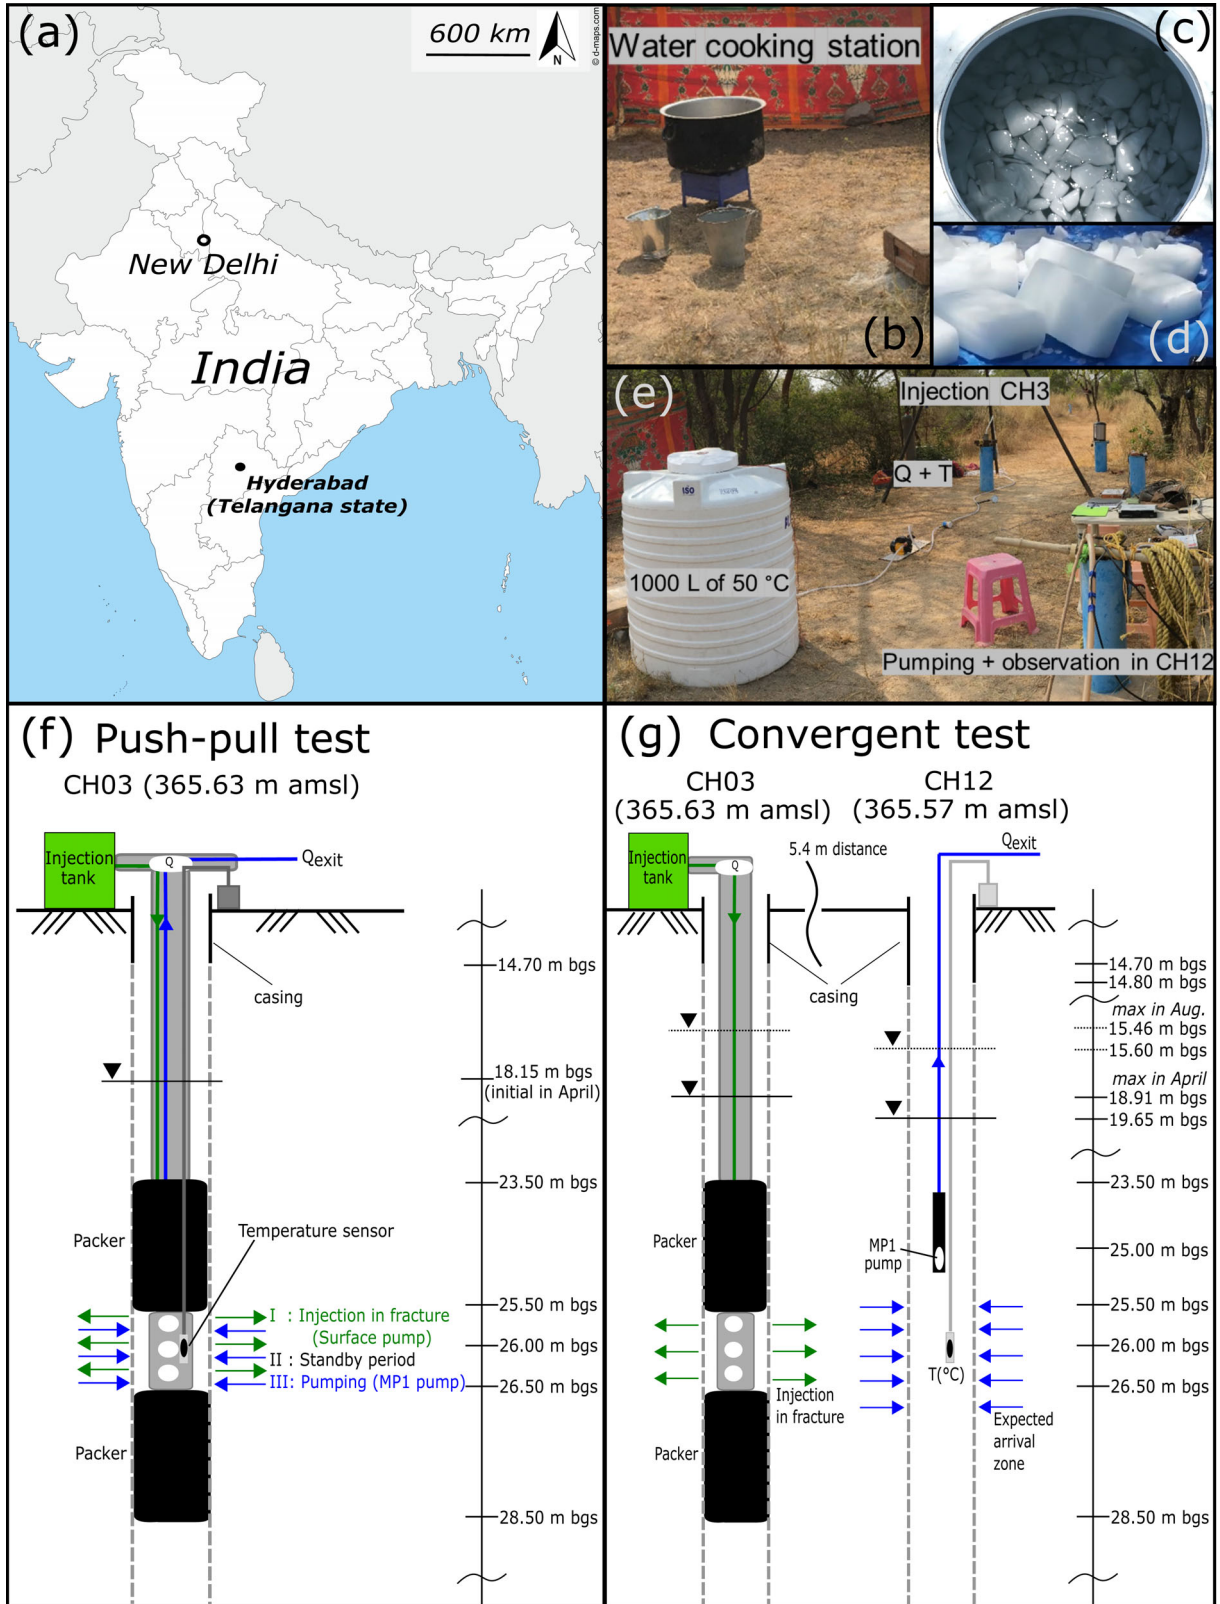 (a)
600 km
N
© d-maps.com
New Delhi
India
Hyderabad
(Telangana state)
Water cooking station
(b)
(c)
(d)
(e)
Injection CH3
Q + T
ISO
1000 L of 50 °C
Pumping + observation in CH12
(f) Push-pull test
CH03 (365.63 m amsl)
Injection
tank
Q
Qexit
casing
14.70 m bgs
18.15 m bgs
(initial in April)
23.50 m bgs
Packer
Temperature sensor
25.50 m bgs
I : Injection in fracture
(Surface pump)
26.00 m bgs
II : Standby period
III: Pumping (MP1 pump)
26.50 m bgs
Packer
28.50 m bgs
(g) Convergent test
CH03
(365.63 m amsl)
CH12
(365.57 m amsl)
Injection
tank
Q
5.4 m distance
Qexit
casing
14.70 m bgs
14.80 m bgs
max in Aug.
15.46 m bgs
15.60 m bgs
max in April
18.91 m bgs
19.65 m bgs
23.50 m bgs
Packer
MP1
pump
25.00 m bgs
25.50 m bgs
26.00 m bgs
T(°C)
26.50 m bgs
Injection
in fracture
Expected
arrival
zone
Packer
28.50 m bgs